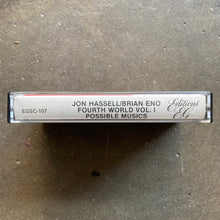 EGSC-107
JON HASSELL/BRIAN ENO
FOURTH WORLD VOL. I
POSSIBLE MUSICS
Editions
EG